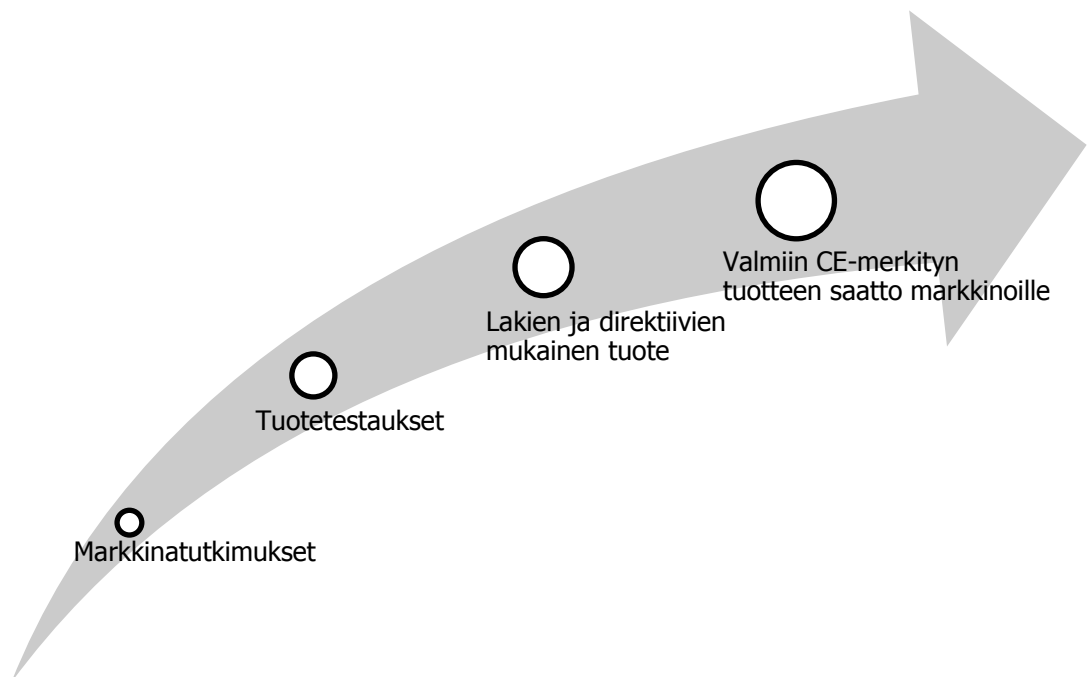 Valmiin CE-merkityn
tuotteen saatto markkinoille
Lakien ja direktiivien
mukainen tuote
Tuotetestaukset
Markkinatutkimukset